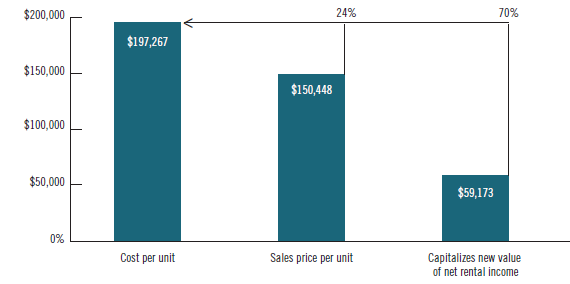 $200,000
24%
70%
$197,267
$150,000
$150,448
$100,000
$50,000
$59,173
0%
Cost per unit
Sales price per unit
Capitalizes new value
of net rental income